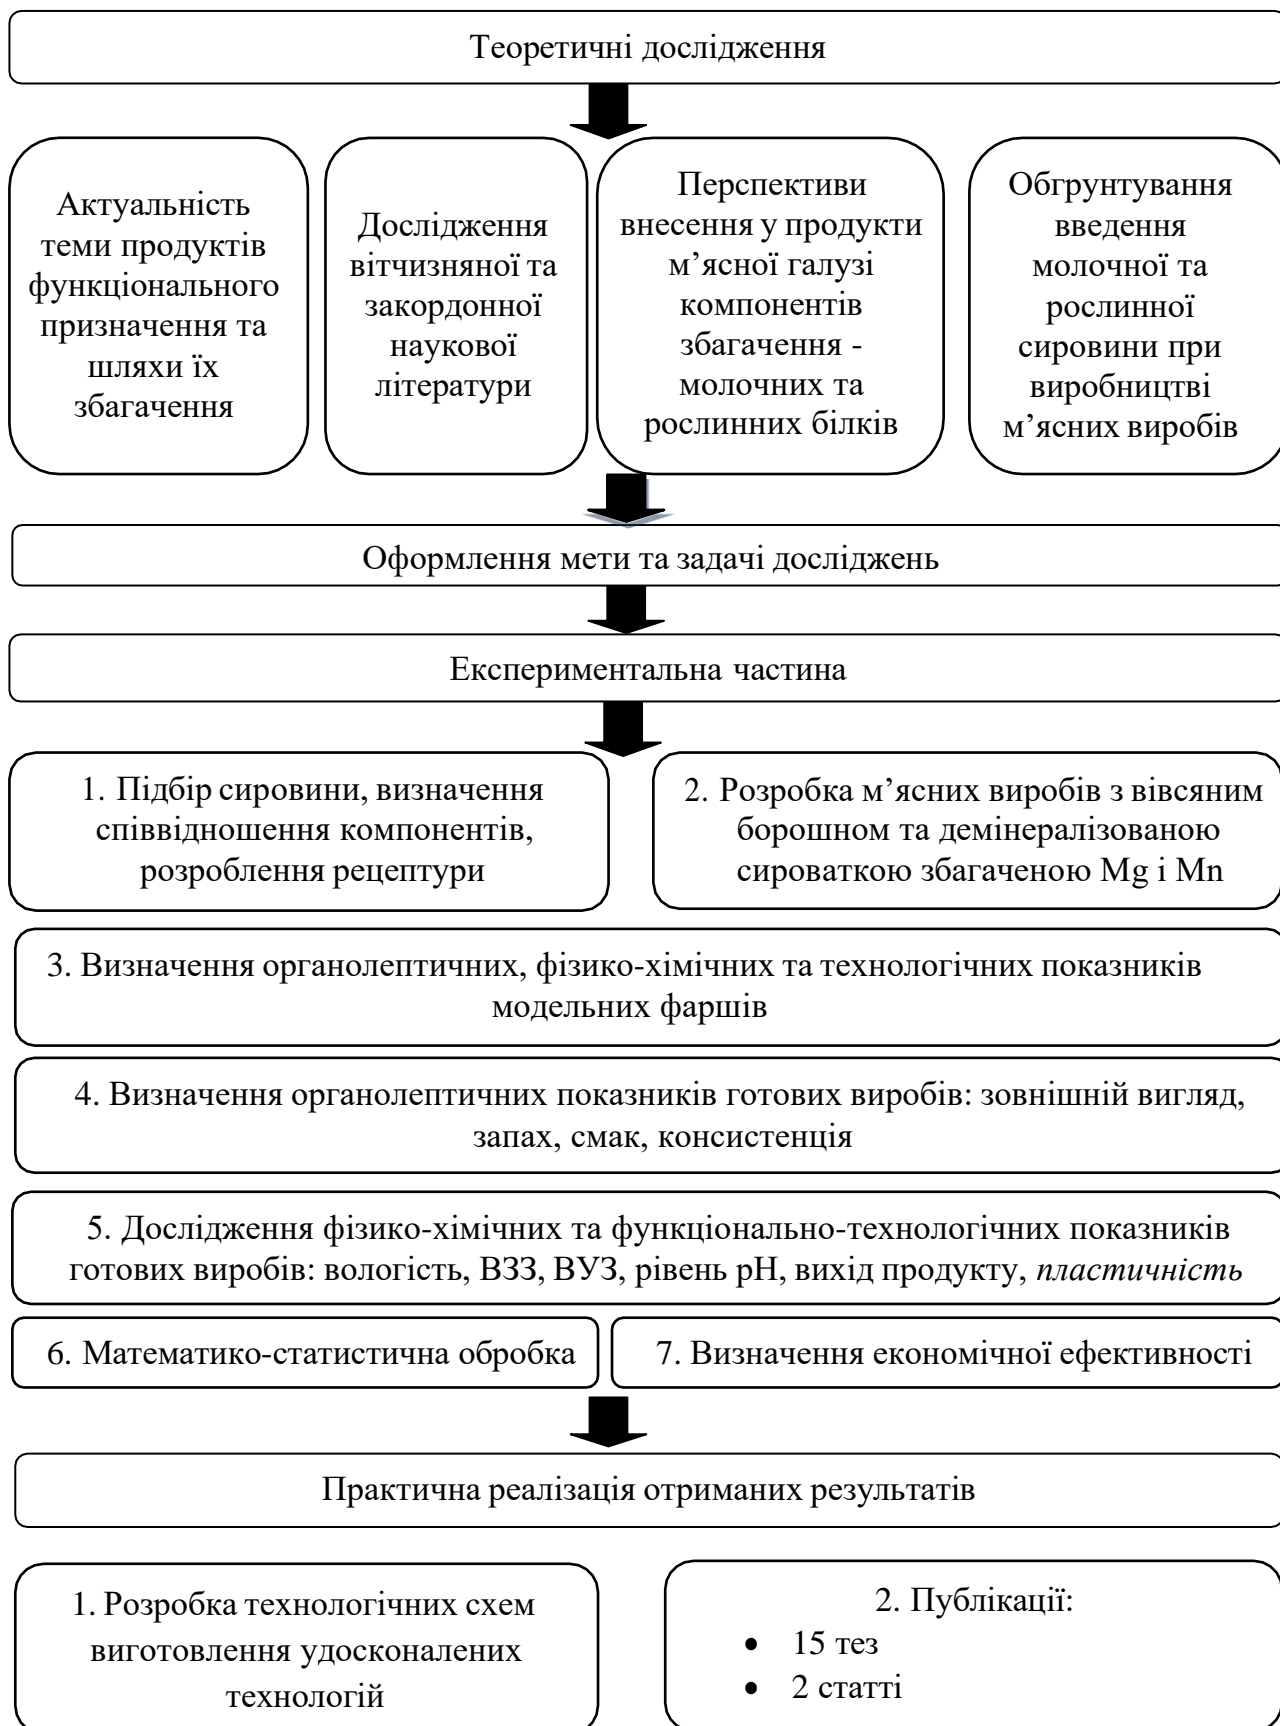 Теоретичні дослідження
Актуальність
теми продуктів
функціонального
призначення та
шляхи їх
збагачення
Дослідження
вітчизняної та
закордонної
наукової
літератури
Перспективи
внесення у продукти
м’ясної галузі
компонентів
збагачення -
молочних та
рослинних білків
Обгрунтування
введення
молочної та
рослинної
сировини при
виробництві
м’ясних виробів
Оформлення мети та задачі досліджень
Експериментальна частина
1. Підбір сировини, визначення
співвідношення компонентів,
розроблення рецептури
2. Розробка м’ясних виробів з вівсяним
борошном та демінералізованою
сироваткою збагаченою Mg і Mn
3. Визначення органолептичних, фізико-хімічних та технологічних показників
модельних фаршів
4. Визначення органолептичних показників готових виробів: зовнішній вигляд,
запах, смак, консистенція
5. Дослідження фізико-хімічних та функціонально-технологічних показників
готових виробів: вологість, ВЗЗ, ВУЗ, рівень рН, вихід продукту, пластичність
6. Математико-статистична обробка
7. Визначення економічної ефективності
Практична реалізація отриманих результатів
1. Розробка технологічних схем
виготовлення удосконалених
технологій
2. Публікації:
• 15 тез
• 2 статті